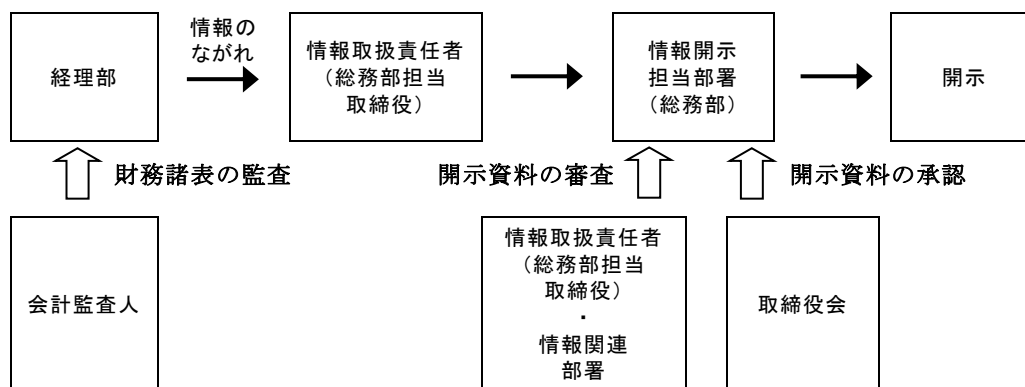 経理部
情報の
ながれ
情報取扱責任者
（総務部担当
取締役）
情報開示
担当部署
（総務部）
開示
財務諸表の監査
開示資料の審査
開示資料の承認
会計監査人
情報取扱責任者
（総務部担当
取締役）
・
情報関連
部署
取締役会